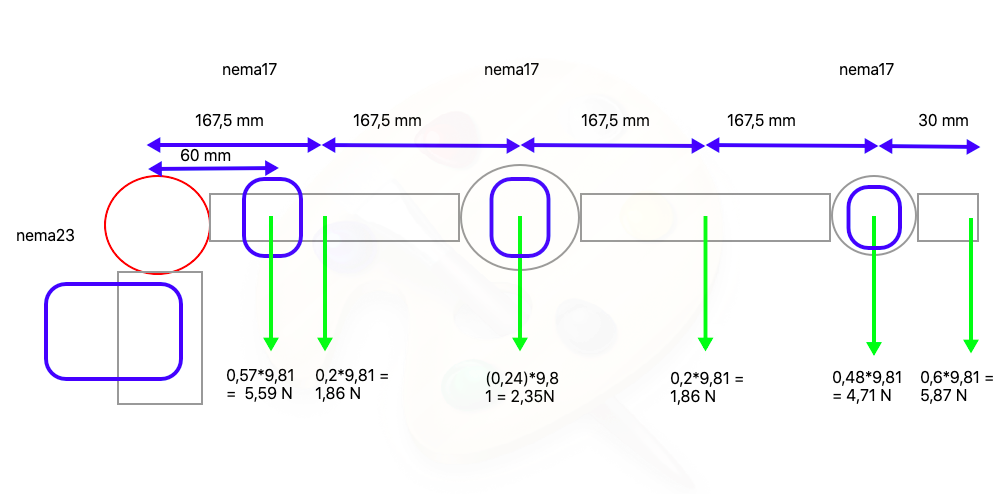 nema17
nema17
nema17
167,5 mm
167,5 mm
167,5 mm
167,5 mm
30 mm
60 mm
nema23
0,57*9,81
= 5,59 N
0,2*9,81 =
1,86 N
(0,24)*9,8
1 = 2,35N
0,2*9,81 =
1,86 N
0,48*9,81
= 4,71 N
0,6*9,81 =
5,87 N